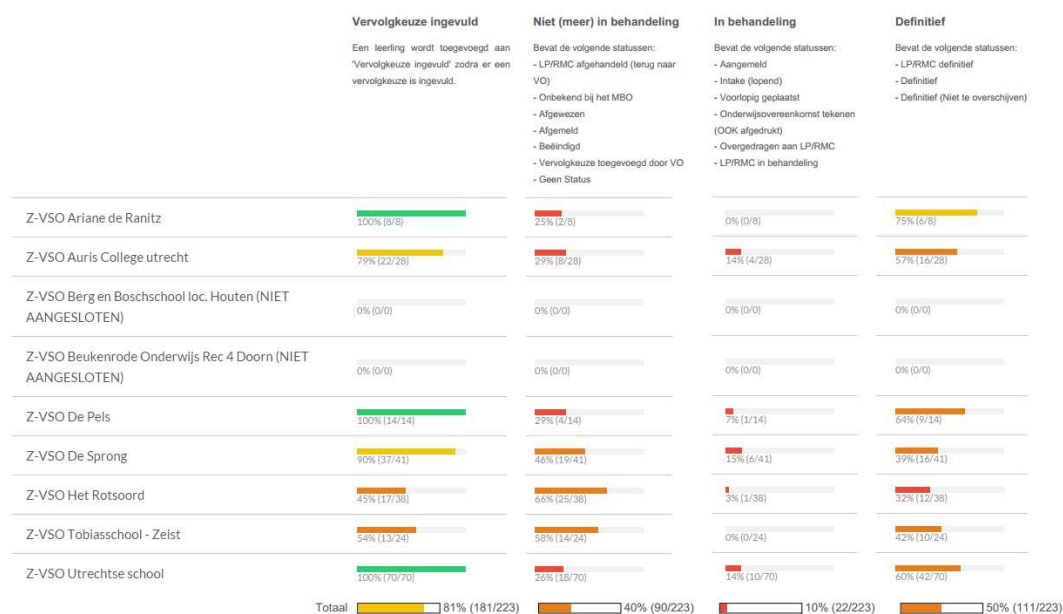 Vervolgkeuze ingevuld
Niet (meer) in behandeling
In behandeling
Definitief
Een leerling wordt toegevoegd aan
'Vervolgkeuze ingevuld' zodra er een
vervolgkeuze is ingevuld.
Bevat de volgende statussen:
- LP/RMC afgehandeld (terug naar
VO)
- Onbekend bij het MBO
- Afgewezen
- Afgemeld
- Beëindigd
- Vervolgkeuze toegevoegd door VO
- Geen Status
Bevat de volgende statussen:
- Aangemeld
- Intake (lopend)
- Voorlopig geplaatst
- Onderwijsovereenkomst tekenen
(OOK afgedrukt)
- Overgedragen aan LP/RMC
- LP/RMC in behandeling
Bevat de volgende statussen:
- LP/RMC definitief
- Definitief
- Definitief (Niet te overschijven)
Z-VSO Ariane de Ranitz
100% (8/8)
25% (2/8)
0% (0/8)
75% (6/8)
Z-VSO Auris College utrecht
79% (22/28)
29% (8/28)
14% (4/28)
57% (16/28)
Z-VSO Berg en Boschschool loc. Houten (NIET
AANGESLOTEN)
0% (0/0)
0% (0/0)
0% (0/0)
0% (0/0)
Z-VSO Beukenrode Onderwijs Rec 4 Doorn (NIET
AANGESLOTEN)
0% (0/0)
0% (0/0)
0% (0/0)
0% (0/0)
Z-VSO De Pels
100% (14/14)
29% (4/14)
7% (1/14)
64% (9/14)
Z-VSO De Sprong
90% (37/41)
46% (19/41)
15% (6/41)
39% (16/41)
Z-VSO Het Rotsoord
45% (17/38)
66% (25/38)
3% (1/38)
32% (12/38)
Z-VSO Tobiasschool - Zeist
54% (13/24)
58% (14/24)
0% (0/24)
42% (10/24)
Z-VSO Utrechtse school
100% (70/70)
26% (18/70)
14% (10/70)
60% (42/70)
Totaal
81% (181/223)
40% (90/223)
10% (22/223)
50% (111/223)